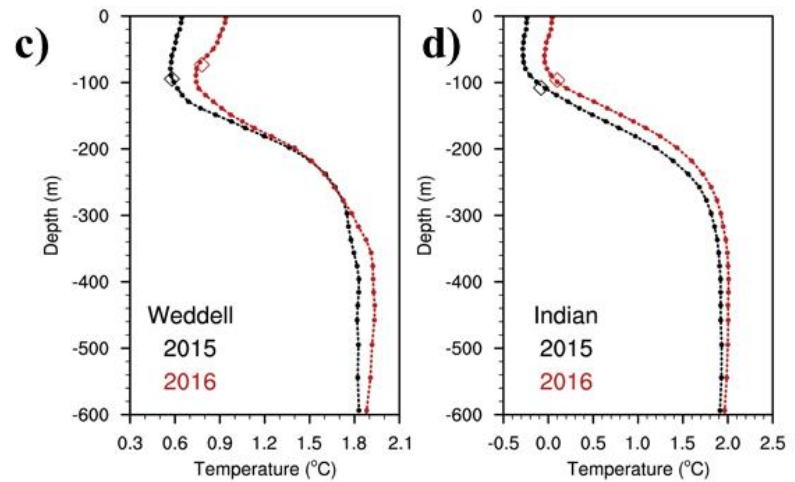 c)
0
-100
-200
-300
-400
-500
-600
Depth (m)
Weddell
2015
2016
0.3 0.6 0.9 1.2 1.5 1.8 2.1
Temperature (°C)
d)
0
-100
-200
-300
-400
-500
-600
Depth (m)
Indian
2015
2016
-0.5 0.0 0.5 1.0 1.5 2.0 2.5
Temperature (°C)